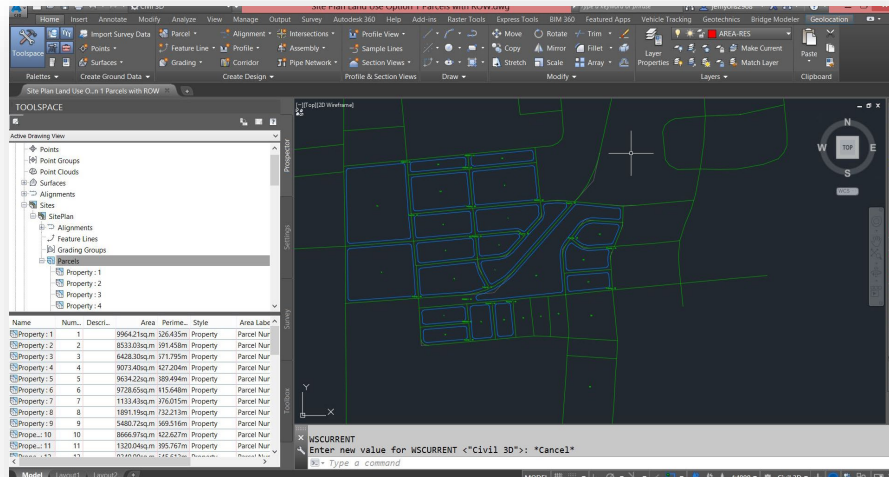 Site Plan Land Use Option 1 Parcels with ROW.dwg
Home Insert Annotate Modify Analyze View Manage Output Survey Autodesk 360 Help Add-ins Raster Tools Express Tools BIM 360 Featured Apps Vehicle Tracking Geotechnics Bridge Modeler Geolocation
Toolspace
Import Survey Data Parcel Alignment Intersections Profile View Move Rotate Trim AREA-RES
Points Feature Line Profile Assembly Sample Lines Copy Mirror Fillet Make Current
Surfaces Grading Corridor Pipe Network Section Views Stretch Scale Array Layer Properties Match Layer Paste
Palettes Create Ground Data Create Design Profile & Section Views Draw Modify Layers Clipboard
Site Plan Land Use O...n 1 Parcels with ROW
TOOLSPACE
Active Drawing View
Points
Point Groups
Point Clouds
Surfaces
Alignments
Sites
SitePlan
Alignments
Feature Lines
Grading Groups
Parcels
Property : 1
Property : 2
Property : 3
Property : 4
Prospector
Settings
Survey
Toolbox
Name Num... Descri... Area Perime... Style Area Labe
Property : 1 1 9964.21sq.m 526.435m Property Parcel Nur
Property : 2 2 8533.03sq.m 591.458m Property Parcel Nur
Property : 3 3 6428.30sq.m 571.795m Property Parcel Nur
Property : 4 4 9073.40sq.m 427.204m Property Parcel Nur
Property : 5 5 9634.22sq.m 389.494m Property Parcel Nur
Property : 6 6 9728.65sq.m 415.648m Property Parcel Nur
Property : 7 7 1133.43sq.m 376.015m Property Parcel Nur
Property : 8 8 1891.19sq.m 732.213m Property Parcel Nur
Property : 9 9 5480.72sq.m 569.516m Property Parcel Nur
Prope...: 10 10 8666.97sq.m 422.627m Property Parcel Nur
Prope...: 11 11 1320.04sq.m 395.767m Property Parcel Nur
[-][Top][2D Wireframe]
N
W TOP E
S
WCS
Y
X
WSCURRENT
Enter new value for WSCURRENT <"Civil 3D">: *Cancel*
Type a command
Model Layout1 Layout2
MODEL